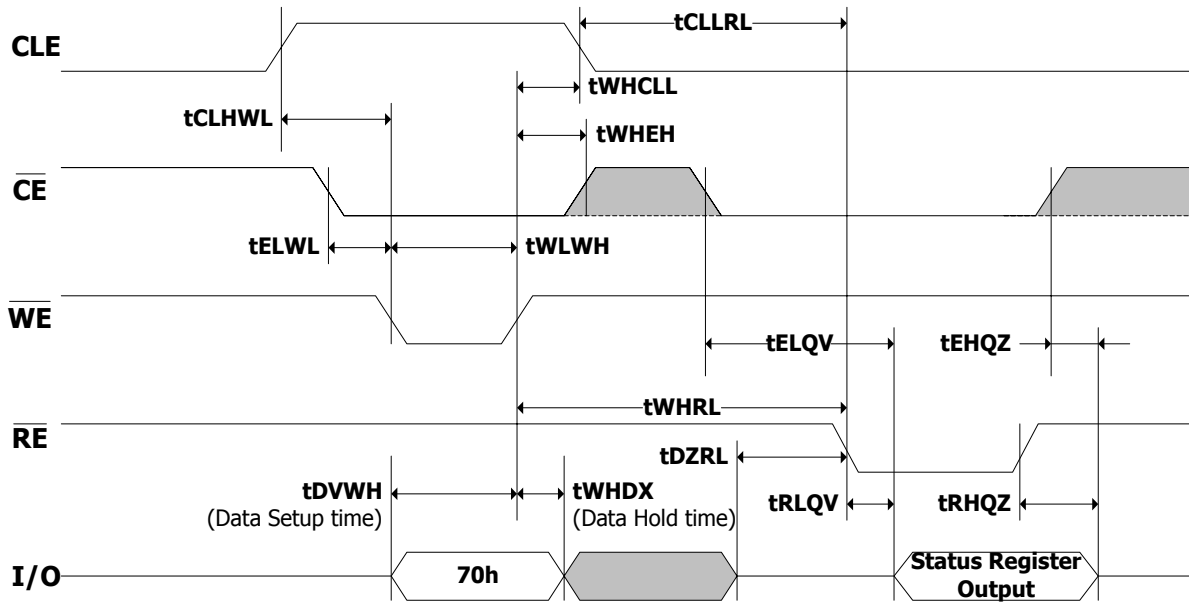 tCLLRL
CLE
tWHCLL
tCLHWL
tWHEH
CE
tELWL
tWLWH
WE
tELQV
tEHQZ
tWHRL
RE
tDZRL
tDVWH
(Data Setup time)
tWHDX
(Data Hold time)
tRLQV
tRHQZ
I/O
70h
Status Register
Output